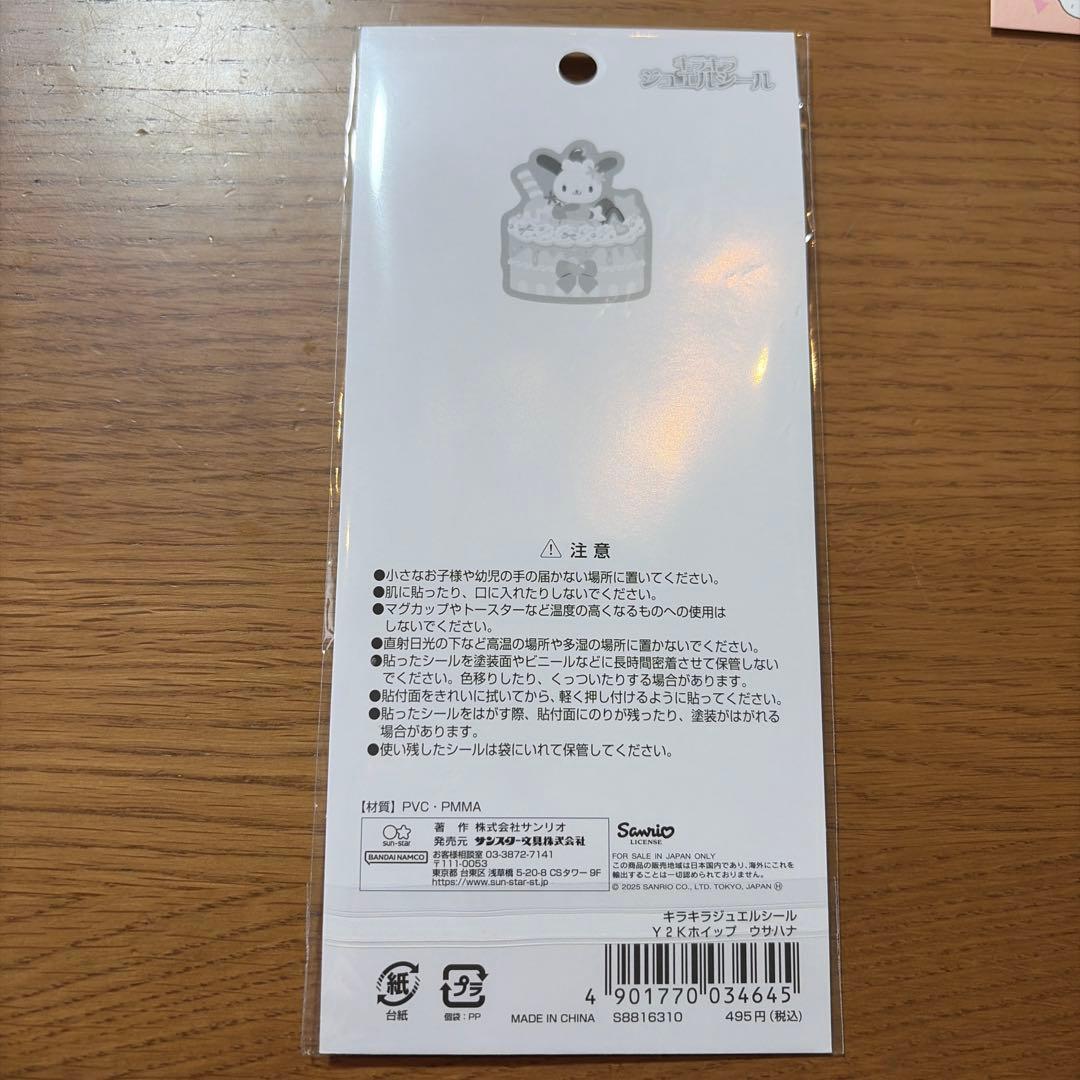 キラキラ
ジュエルシール
⚠ 注意
●小さなお子様や幼児の手の届かない場所に置いてください。
●肌に貼ったり、口に入れたりしないでください。
●マグカップやトースターなど温度の高くなるものへの使用は
しないでください。
●直射日光の下など高温の場所や多湿の場所に置かないでください。
●貼ったシールを塗装面やビニールなどに長時間密着させて保管しない
でください。色移りしたり、くっついたりする場合があります。
●貼付面をきれいに拭いてから、軽く押し付けるように貼ってください。
●貼ったシールをはがす際、貼付面にのりが残ったり、塗装がはがれる
場合があります。
●使い残したシールは袋にいれて保管してください。
【材質】PVC・PMMA
sun-star
BANDAI NAMCO
著 作 株式会社サンリオ
発売元 サンスター文具株式会社
お客様相談室 03-3872-7141
〒111-0053
東京都 台東区 浅草橋 5-20-8 CSタワー 9F
https://www.sun-star-st.jp
Sanrio
LICENSE
FOR SALE IN JAPAN ONLY
この商品の販売地域は日本国内であり、海外にこれを
輸出することは一切認められておりません。
© 2025 SANRIO CO., LTD. TOKYO, JAPAN Ⓗ
キラキラジュエルシール
Y2Kホイップ ウサハナ
紙
台紙
プラ
個袋:PP
MADE IN CHINA
4 901770 034645
S8816310 495円(税込)